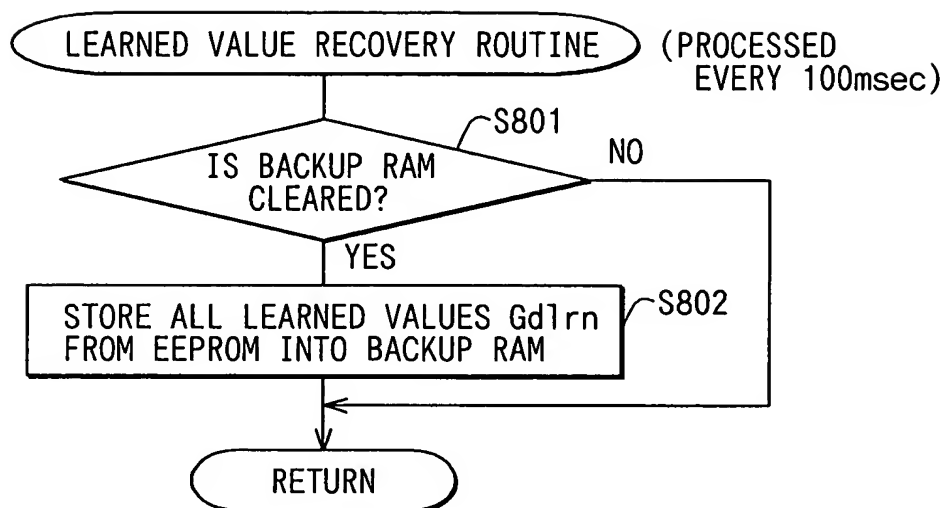 LEARNED VALUE RECOVERY ROUTINE
(PROCESSED
EVERY 100msec)
S801
IS BACKUP RAM
CLEARED?
NO
YES
S802
STORE ALL LEARNED VALUES Gdlrn
FROM EEPROM INTO BACKUP RAM
RETURN